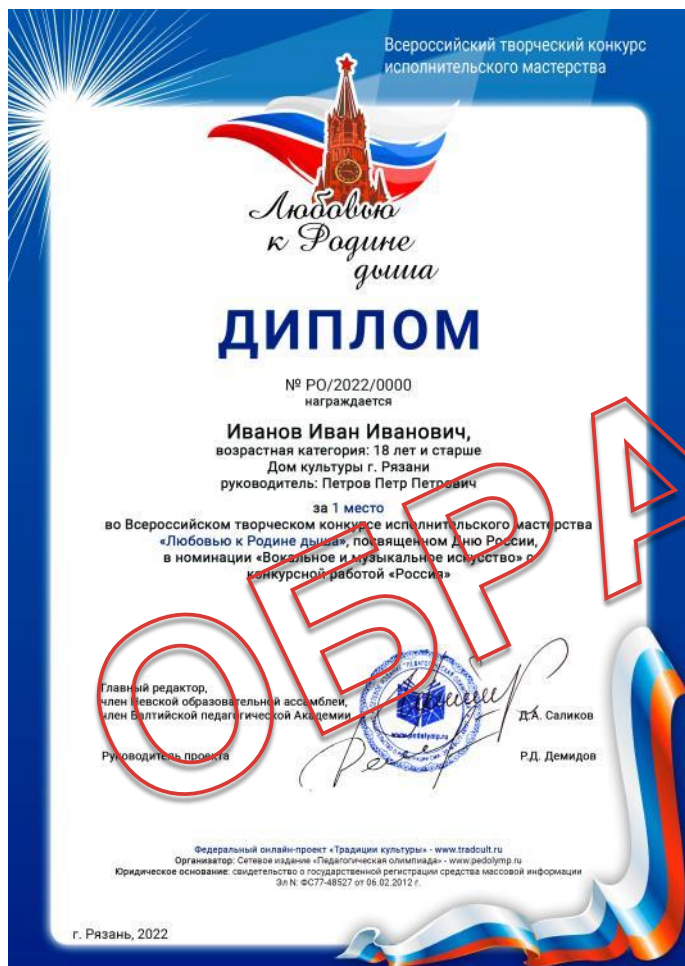 Всероссийский творческий конкурс
исполнительского мастерства
Любовью
к Родине
дыша
ДИПЛОМ
№ РО/2022/0000
награждается
Иванов Иван Иванович,
возрастная категория: 18 лет и старше
Дом культуры г. Рязани
руководитель: Петров Петр Петрович
за 1 место
во Всероссийском творческом конкурсе исполнительского мастерства
«Любовью к Родине дыша», посвященном Дню России,
в номинации «Вокальное и музыкальное искусство» с
конкурсной работой «Россия»
ОБРА
Главный редактор,
член Невской образовательной ассамблеи,
член Балтийской педагогической Академии
Д.А. Саликов
www.pedolymp.ru
Руководитель проекта
Р.Д. Демидов
Федеральный онлайн-проект «Традиции культуры» - www.tradcult.ru
Организатор: Сетевое издание «Педагогическая олимпиада» - www.pedolymp.ru
Юридическое основание: свидетельство о государственной регистрации средства массовой информации
Эл N: ФС77-48527 от 06.02.2012 г.
г. Рязань, 2022